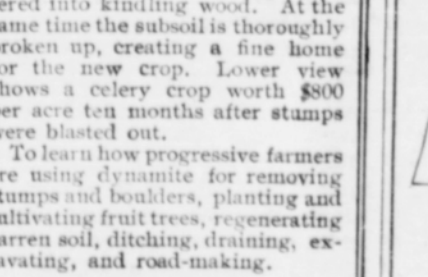 ered into kindling wood. At the
ame time the subsoil is thoroughly
roken up, creating a fine home
or the new crop. Lower view
hows a celery crop worth $800
er acre ten months after stumps
vere blasted out.
To learn how progressive farmers
re using dynamite for removing
tumps and boulders, planting and
ultivating fruit trees, regenerating
arren soil, ditching, draining, ex-
avating, and road-making.